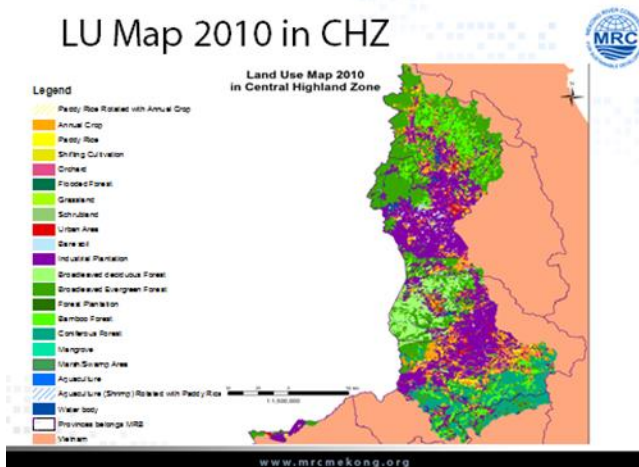 LU Map 2010 in CHZ
MRC
Land Use Map 2010
in Central Highland Zone
Legend
Paddy Rice Rotated with Annual Crop
Annual Crop
Paddy Rice
Shifting Cultivation
Orchard
Flooded Forest
Grassland
Schrubland
Urban Area
Bare soil
Industrial Plantation
Broadleaved deciduous Forest
Broadleaved Evergreen Forest
Forest Plantation
Bamboo Forest
Coniferous Forest
Mangrove
Marsh/Swamp Area
Aquaculture
Aquaculture (Shrimp) Rotated with Paddy Rice
Water body
Provinces belongs MRB
Vietnam
www.mrcmekong.org